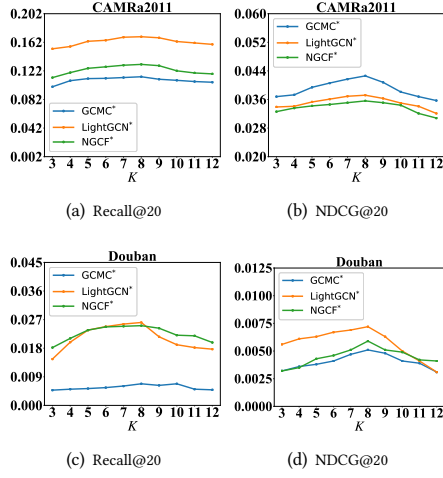 CAMRa2011
0.202
0.162
0.122
0.082
0.042
0.002
GCMC*
LightGCN*
NGCF*
3 4 5 6 7 8 9 10 11 12
K
(a) Recall@20
CAMRa2011
0.060
0.052
0.044
0.036
0.028
0.020
GCMC*
LightGCN*
NGCF*
3 4 5 6 7 8 9 10 11 12
K
(b) NDCG@20
Douban
0.045
0.036
0.027
0.018
0.009
0.000
GCMC*
LightGCN*
NGCF*
3 4 5 6 7 8 9 10 11 12
K
(c) Recall@20
Douban
0.0125
0.0100
0.0075
0.0050
0.0025
0.0000
GCMC*
LightGCN*
NGCF*
3 4 5 6 7 8 9 10 11 12
K
(d) NDCG@20